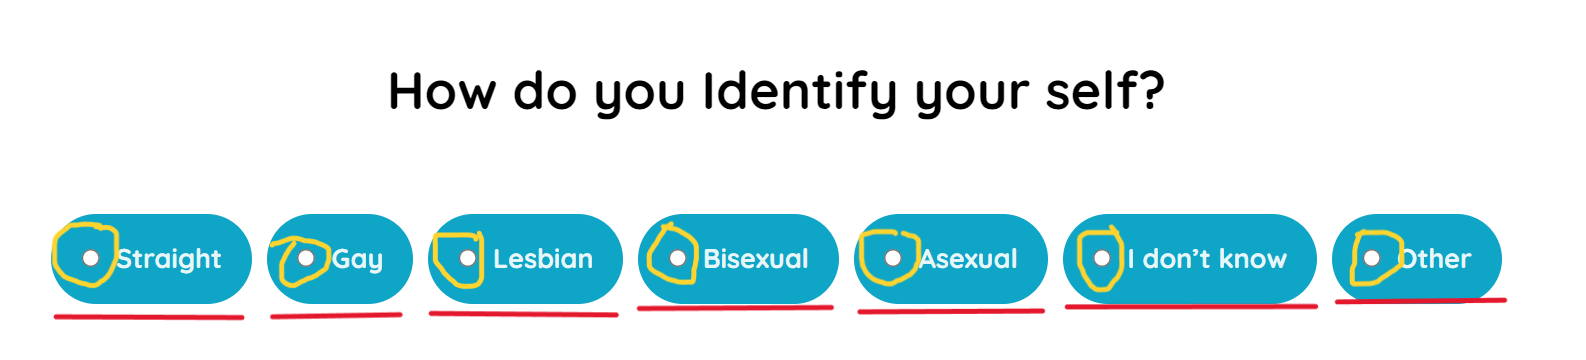 How do you Identify your self?
Straight Gay Lesbian Bisexual Asexual I don’t know Other